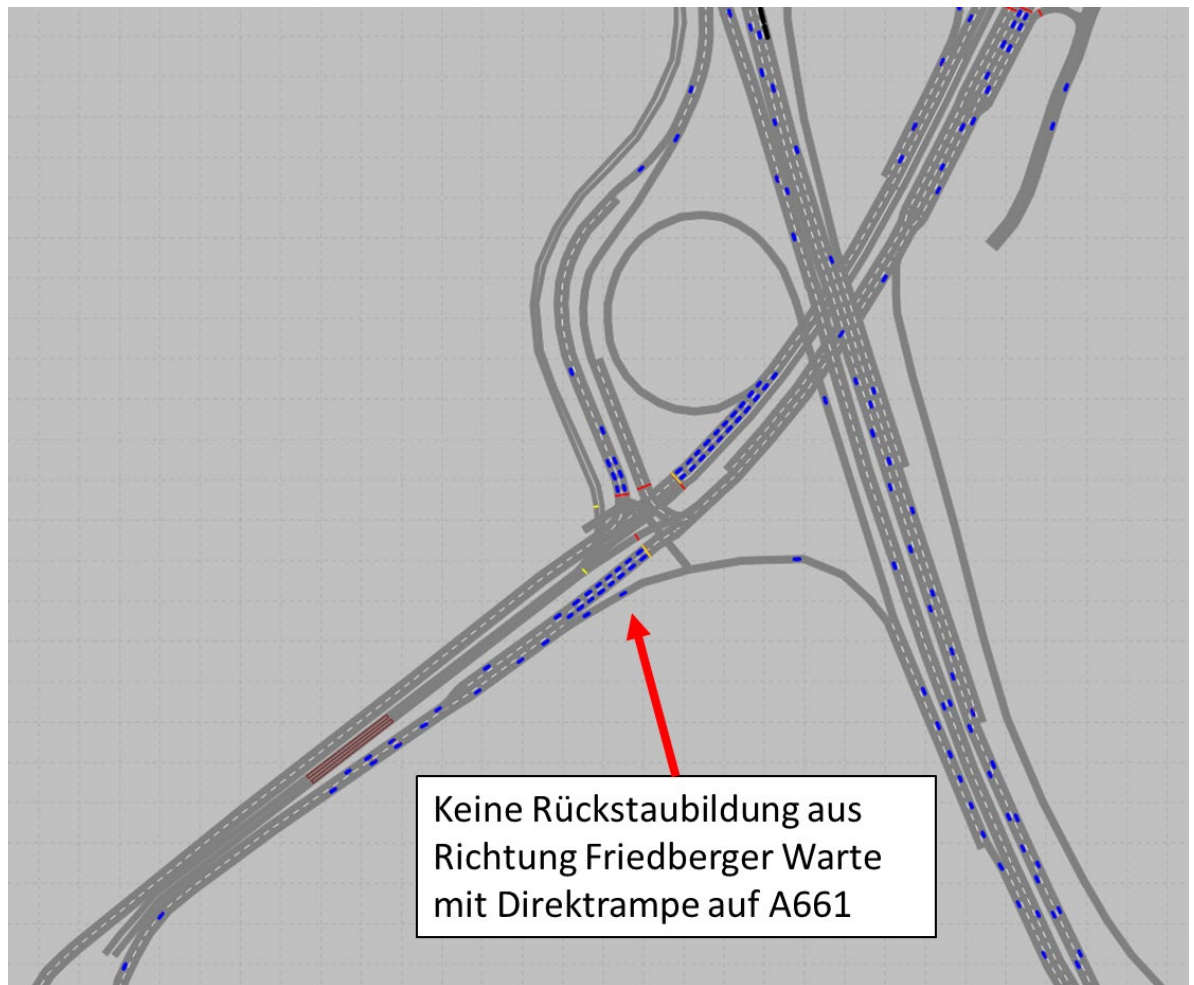 Keine Rückstaubildung aus
Richtung Friedberger Warte
mit Direktrampe auf A661